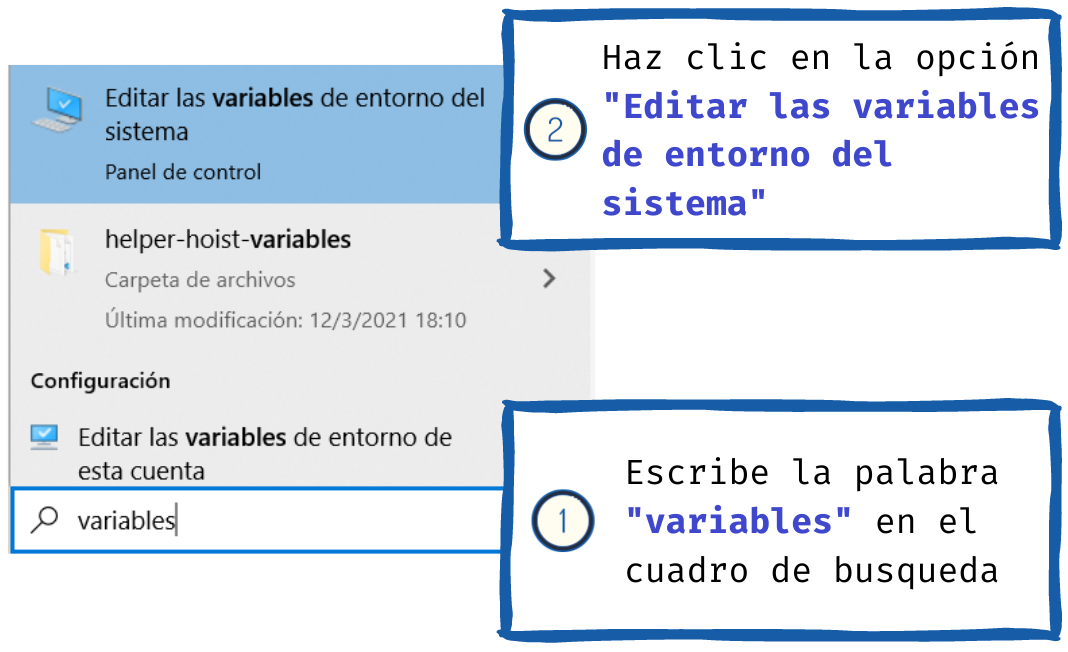 Editar las variables de entorno del
sistema
Panel de control
helper-hoist-variables
Carpeta de archivos
Última modificación: 12/3/2021 18:10
Configuración
Editar las variables de entorno de
esta cuenta
variables
2
Haz clic en la opción
"Editar las variables
de entorno del
sistema"
1
Escribe la palabra
"variables" en el
cuadro de busqueda